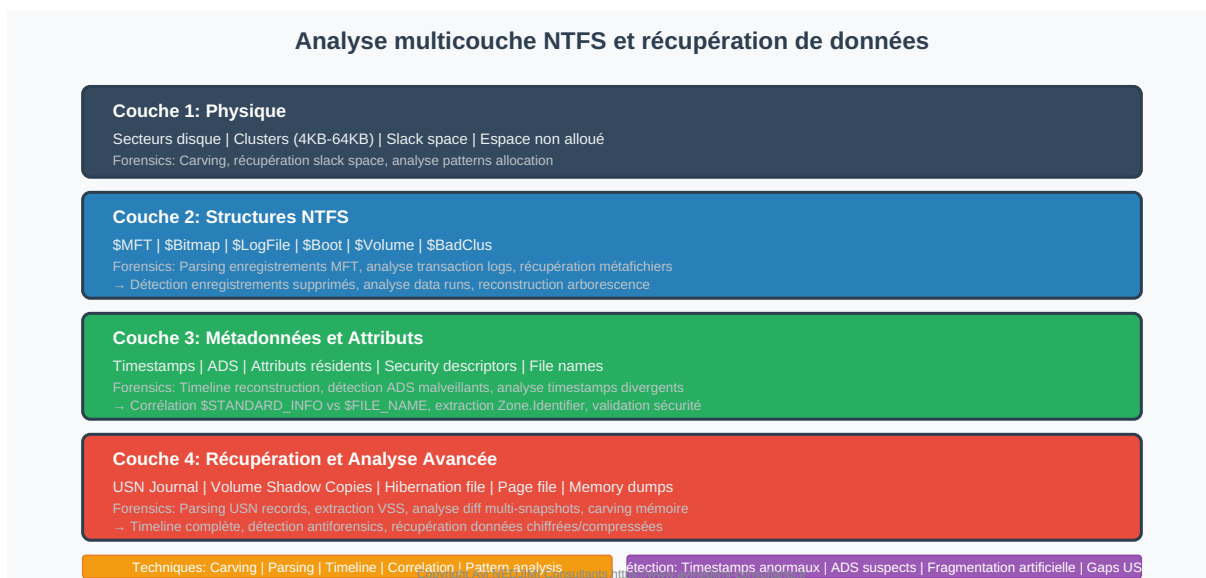 Analyse multicouche NTFS et récupération de données
Couche 1: Physique
Secteurs disque | Clusters (4KB-64KB) | Slack space | Espace non alloué
Forensics: Carving, récupération slack space, analyse patterns allocation
Couche 2: Structures NTFS
$MFT | $Bitmap | $LogFile | $Boot | $Volume | $BadClus
Forensics: Parsing enregistrements MFT, analyse transaction logs, récupération métafichiers
→ Détection enregistrements supprimés, analyse data runs, reconstruction arborescence
Couche 3: Métadonnées et Attributs
Timestamps | ADS | Attributs résidents | Security descriptors | File names
Forensics: Timeline reconstruction, détection ADS malveillants, analyse timestamps divergents
→ Corrélation $STANDARD_INFO vs $FILE_NAME, extraction Zone.Identifier, validation sécurité
Couche 4: Récupération et Analyse Avancée
USN Journal | Volume Shadow Copies | Hibernation file | Page file | Memory dumps
Forensics: Parsing USN records, extraction VSS, analyse diff multi-snapshots, carving mémoire
→ Timeline complète, détection antiforensics, récupération données chiffrées/compressées
Techniques: Carving | Parsing | Timeline | Correlation | Pattern analysis
étection: Timestamps anormaux | ADS suspects | Fragmentation artificielle | Gaps US
Consultants